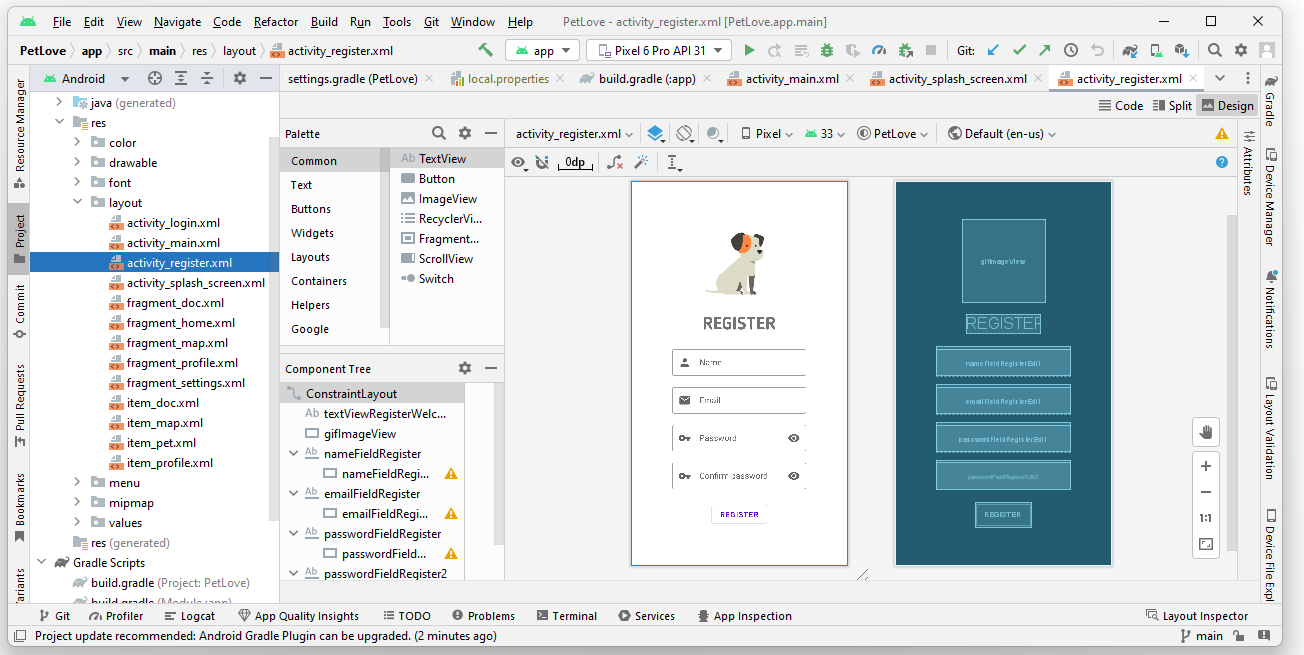 File Edit View Navigate Code Refactor Build Run Tools Git Window Help PetLove - activity_register.xml [PetLove.app.main]
PetLove app src main res layout activity_register.xml app Pixel 6 Pro API 31 Git:
Android
settings.gradle (PetLove) local.properties build.gradle (:app) activity_main.xml activity_splash_screen.xml activity_register.xml
Code Split Design
Resource Manager
Project
Commit
Pull Requests
Bookmarks
java (generated)
res
color
drawable
font
layout
activity_login.xml
activity_main.xml
activity_register.xml
activity_splash_screen.xml
fragment_doc.xml
fragment_home.xml
fragment_map.xml
fragment_profile.xml
fragment_settings.xml
item_doc.xml
item_map.xml
item_pet.xml
item_profile.xml
menu
mipmap
values
res (generated)
Gradle Scripts
build.gradle (Project: PetLove)
build.gradle (Module:app)
Palette
Common
Text
Buttons
Widgets
Layouts
Containers
Helpers
Google
Ab TextView
Button
ImageView
RecyclerVi...
Fragment...
ScrollView
Switch
Component Tree
ConstraintLayout
Ab textViewRegisterWelc...
gifImageView
Ab nameFieldRegister
nameFieldRegi...
Ab emailFieldRegister
emailFieldRegi...
Ab passwordFieldRegister
passwordField...
Ab passwordFieldRegister2
activity_register.xml Pixel 33 PetLove Default (en-us)
0dp
REGISTER
Name
Email
Password
Confirm password
REGISTER
gifImageView
REGISTER
nameFieldRegisterEdit
emailFieldRegisterEdit
passwordFieldRegisterEdit
passwordFieldRegisterEdit2
REGISTER
1:1
Gradle
Attributes
Device Manager
Notifications
Layout Validation
Device File Expl
Git Profiler Logcat App Quality Insights TODO Problems Terminal Services App Inspection Layout Inspector
Project update recommended: Android Gradle Plugin can be upgraded. (2 minutes ago) main